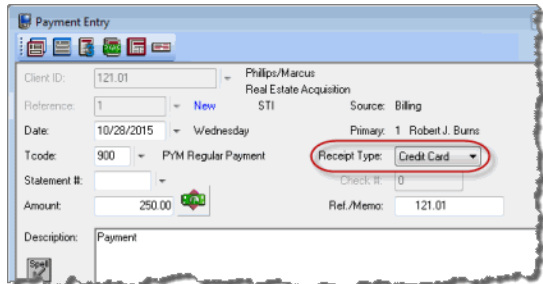 Payment Entry
Client ID: 121.01 Phillips/Marcus
Real Estate Acquisition
Reference: 1 New STI Source: Billing
Date: 10/28/2015 Wednesday Primary: 1 Robert J. Burns
Tcode: 900 PYM Regular Payment Receipt Type: Credit Card
Statement #: Check #: 0
Amount: 250.00 Ref./Memo: 121.01
Description: Payment
Spell